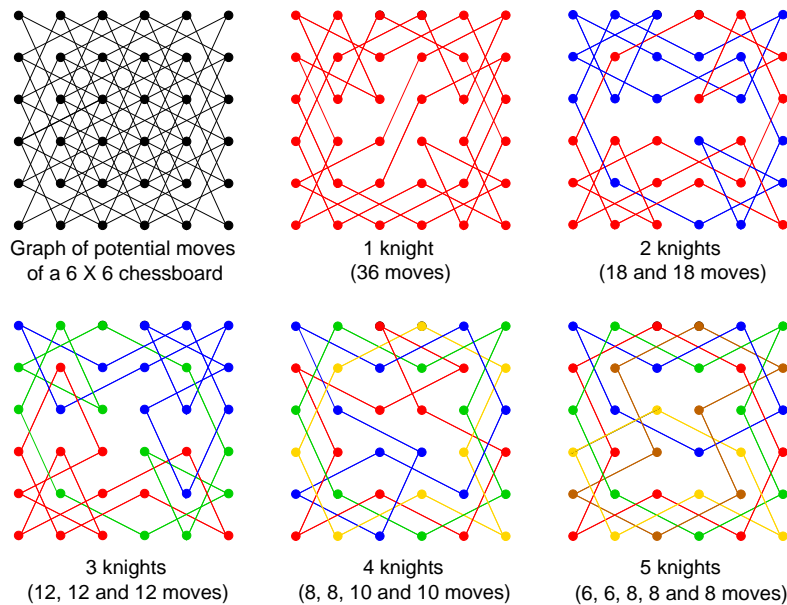 Graph of potential moves
of a 6 X 6 chessboard
1 knight
(36 moves)
2 knights
(18 and 18 moves)
3 knights
(12, 12 and 12 moves)
4 knights
(8, 8, 10 and 10 moves)
5 knights
(6, 6, 8, 8 and 8 moves)